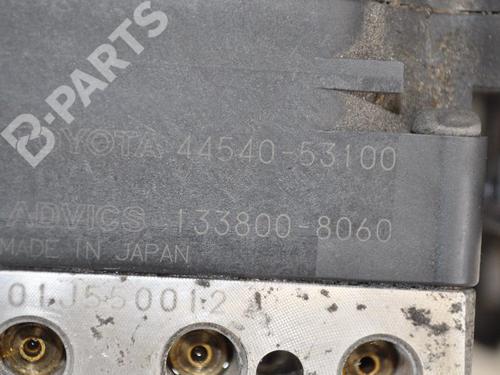 B-PARTS
TOYOTA 44540-53100
ADVICS 133800-8060
MADE IN JAPAN
01J550012